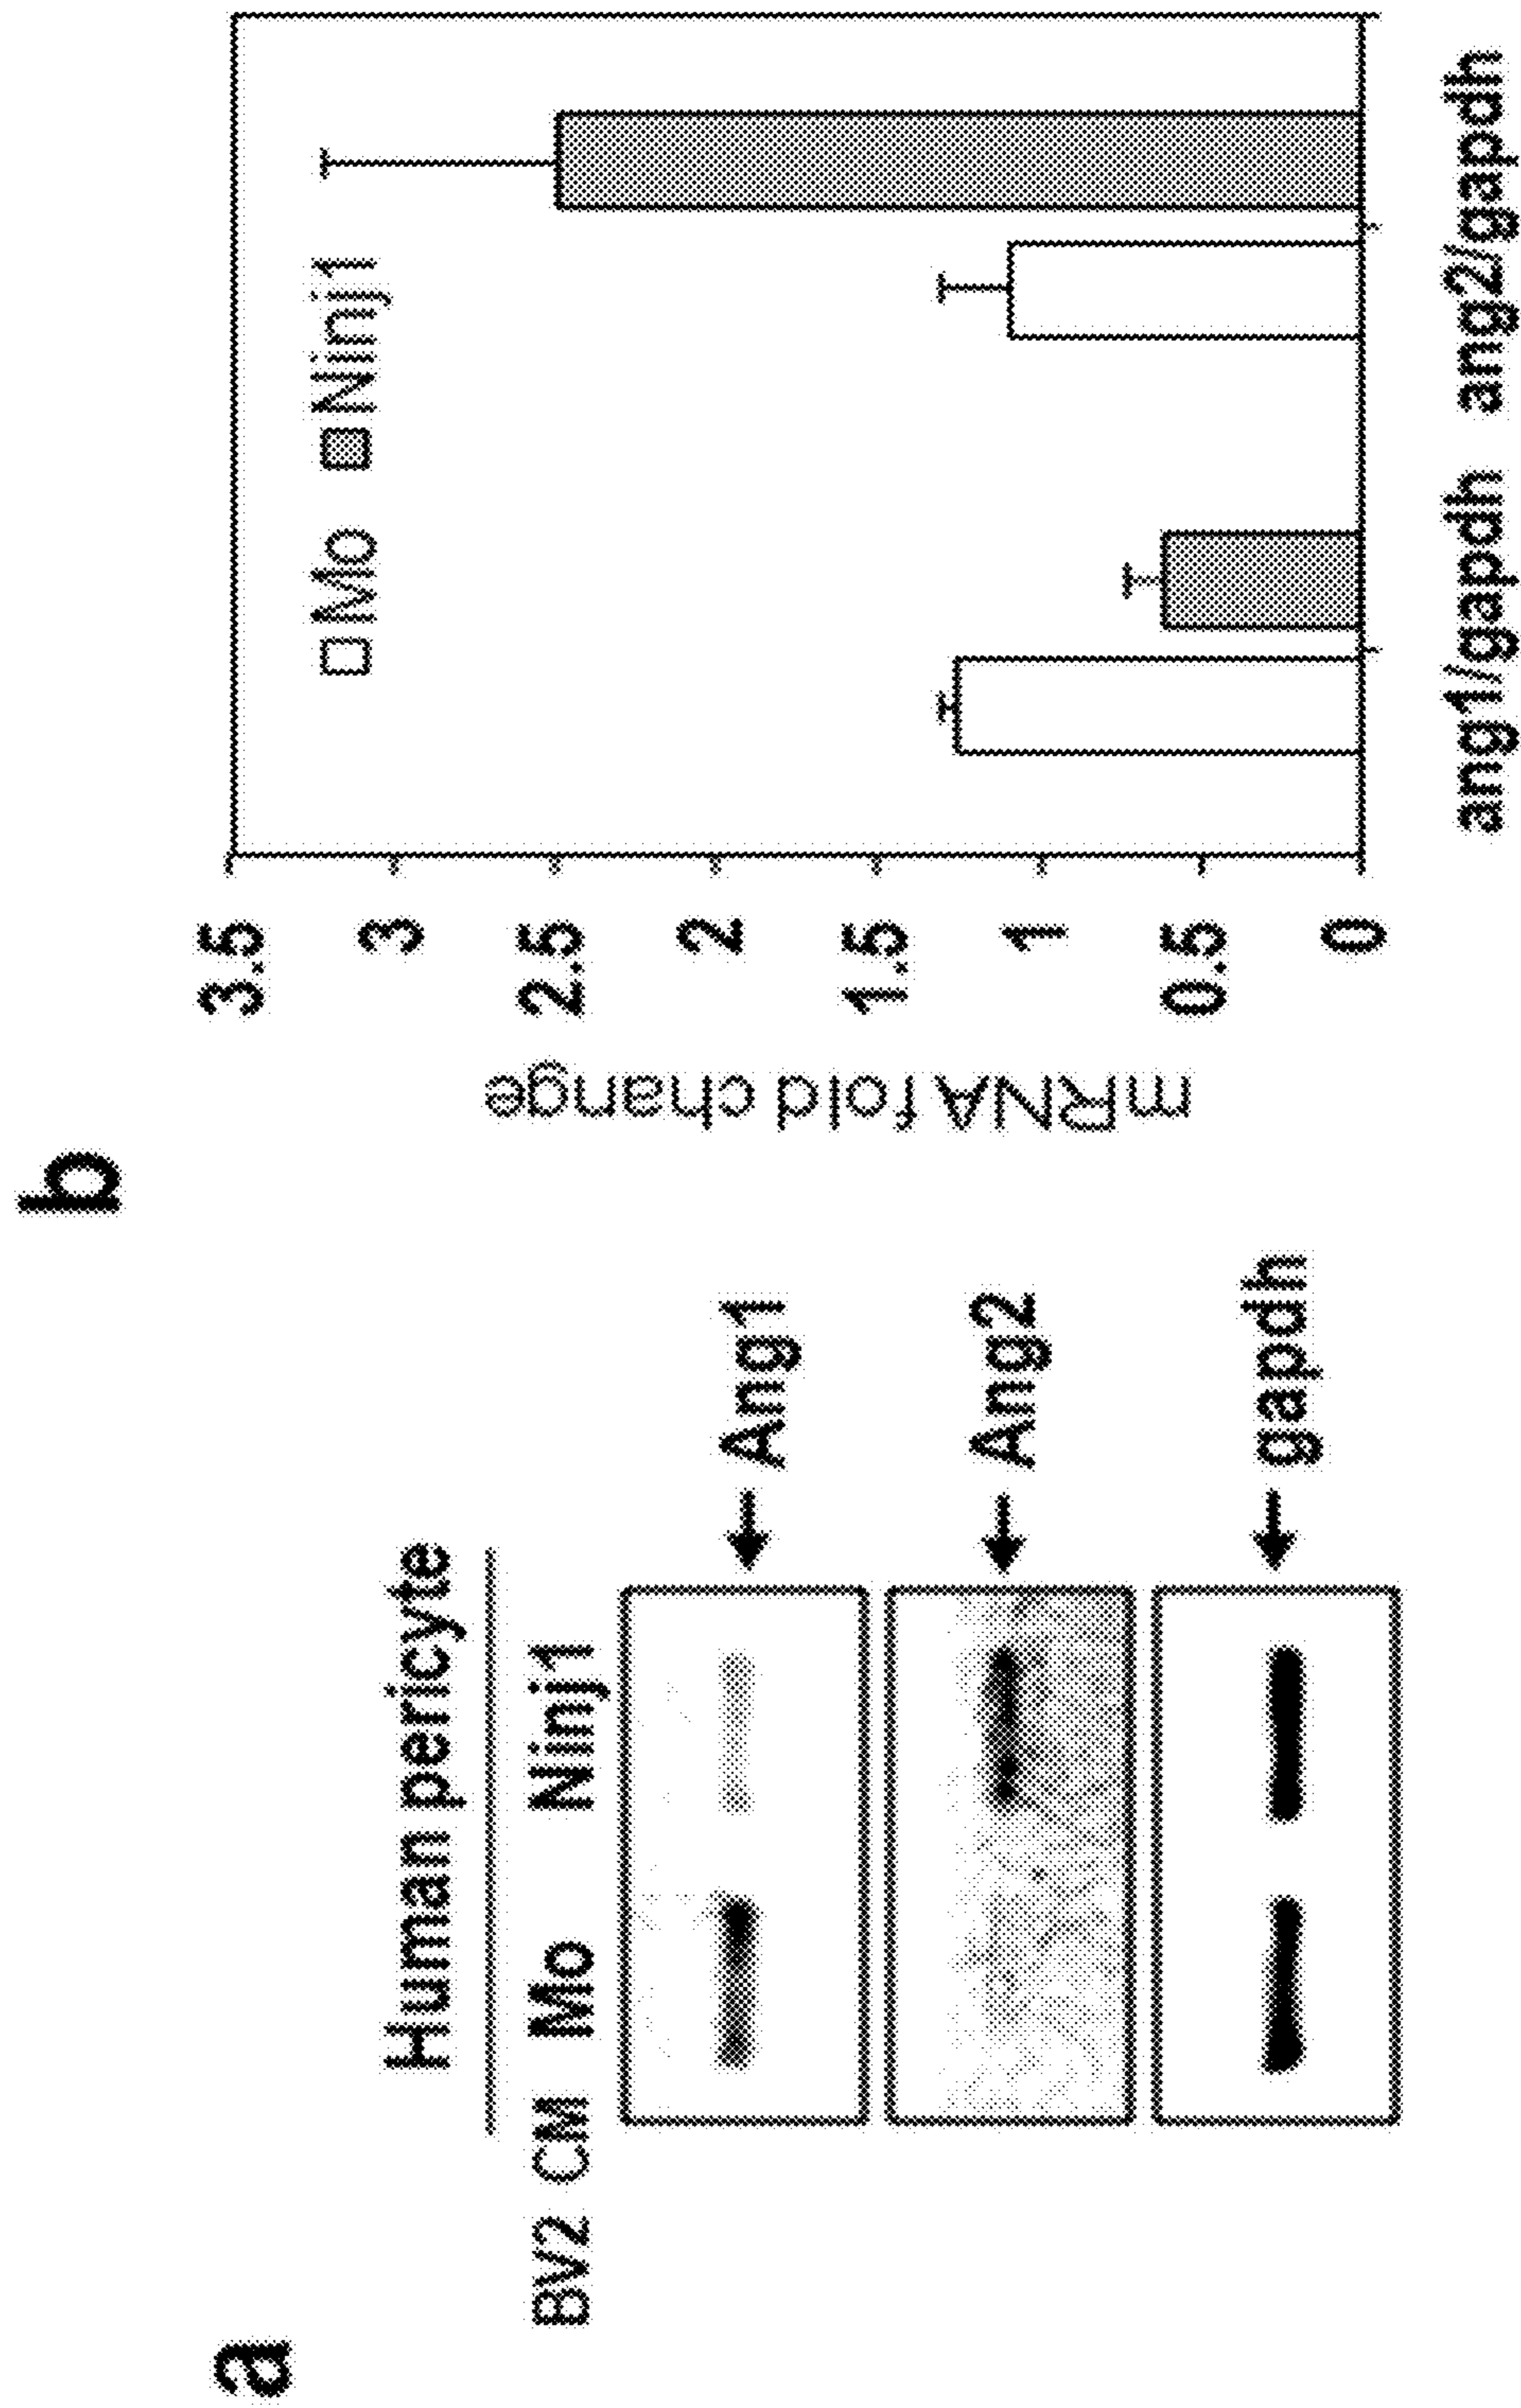 a
Human pericyte
BV2 CM Mo Ninj1
Ang1
Ang2
gapdh
b
mRNA fold change
3.5
3
2.5
2
1.5
1
0.5
0
Mo Ninj1
ang1/gapdh ang2/gapdh